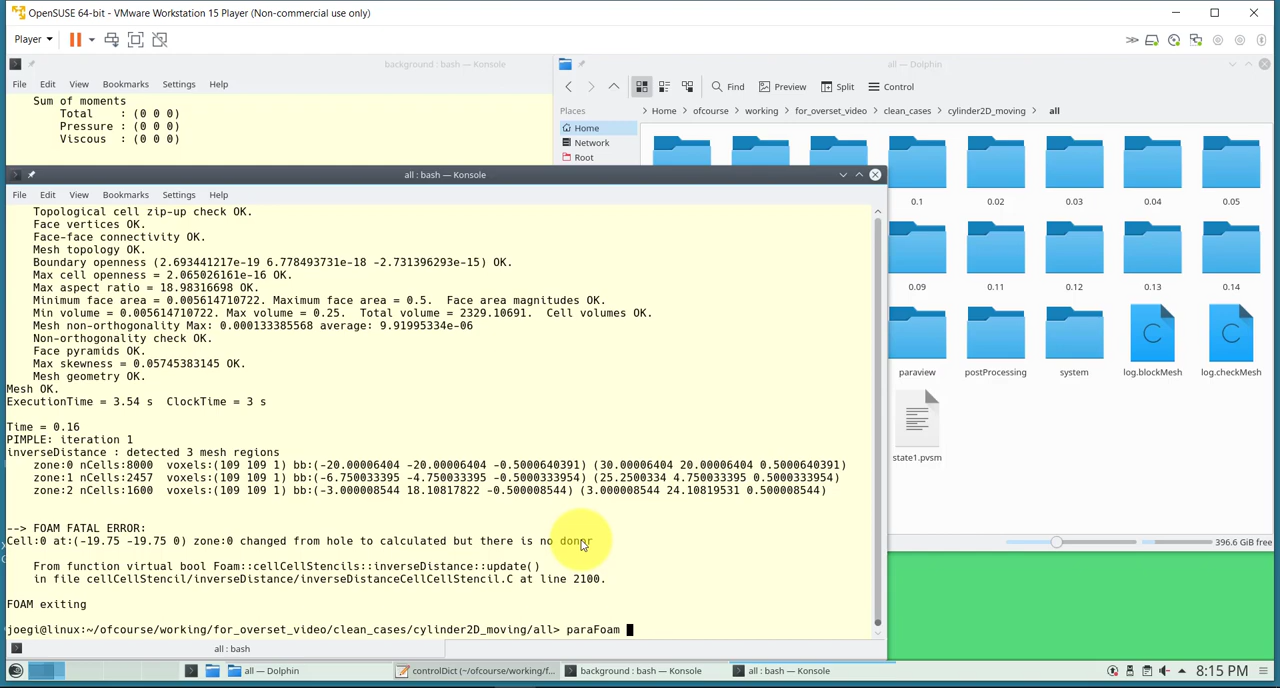 OpenSUSE 64-bit - VMware Workstation 15 Player (Non-commercial use only)
Player
background : bash — Konsole
File Edit View Bookmarks Settings Help
Sum of moments
Total : (0 0 0)
Pressure : (0 0 0)
Viscous : (0 0 0)
all — Dolphin
Find Preview Split Control
Places
Home
Network
Root
Home ofcourse working for_overset_video clean_cases cylinder2D_moving all
0.1 0.02 0.03 0.04 0.05
0.09 0.11 0.12 0.13 0.14
paraview postProcessing system log.blockMesh log.checkMesh
state1.pvsm
396.6 GiB free
all : bash — Konsole
File Edit View Bookmarks Settings Help
Topological cell zip-up check OK.
Face vertices OK.
Face-face connectivity OK.
Mesh topology OK.
Boundary openness (2.693441217e-19 6.778493731e-18 -2.731396293e-15) OK.
Max cell openness = 2.065026161e-16 OK.
Max aspect ratio = 18.98316698 OK.
Minimum face area = 0.005614710722. Maximum face area = 0.5. Face area magnitudes OK.
Min volume = 0.005614710722. Max volume = 0.25. Total volume = 2329.10691. Cell volumes OK.
Mesh non-orthogonality Max: 0.000133385568 average: 9.91995334e-06
Non-orthogonality check OK.
Face pyramids OK.
Max skewness = 0.05745383145 OK.
Mesh geometry OK.
Mesh OK.
ExecutionTime = 3.54 s ClockTime = 3 s
Time = 0.16
PIMPLE: iteration 1
inverseDistance : detected 3 mesh regions
zone:0 nCells:8000 voxels:(109 109 1) bb:(-20.00006404 -20.00006404 -0.5000640391) (30.00006404 20.00006404 0.5000640391)
zone:1 nCells:2457 voxels:(109 109 1) bb:(-6.750033395 -4.750033395 -0.5000333954) (25.2500334 4.750033395 0.5000333954)
zone:2 nCells:1600 voxels:(109 109 1) bb:(-3.000008544 18.10817822 -0.500008544) (3.000008544 24.10819531 0.500008544)
--> FOAM FATAL ERROR:
Cell:0 at:(-19.75 -19.75 0) zone:0 changed from hole to calculated but there is no donor
From function virtual bool Foam::cellCellStencils::inverseDistance::update()
in file cellCellStencil/inverseDistance/inverseDistanceCellCellStencil.C at line 2100.
FOAM exiting
joegi@linux:~/ofcourse/working/for_overset_video/clean_cases/cylinder2D_moving/all> paraFoam
all : bash
all — Dolphin
controlDict (~/ofcourse/working/f...
background : bash — Konsole
all : bash — Konsole
8:15 PM